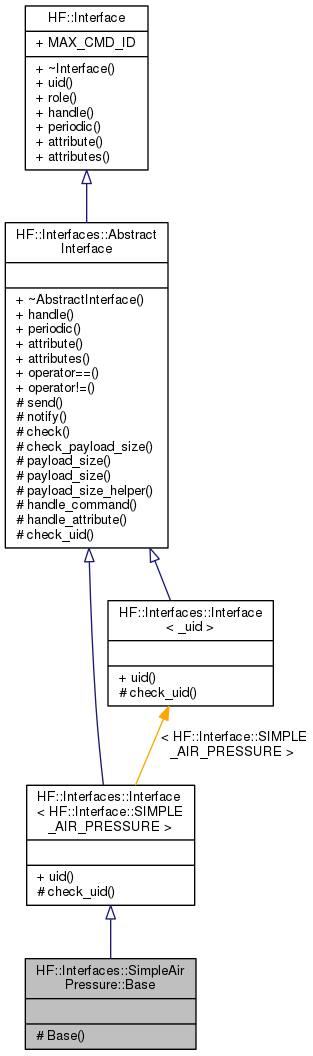 HF::Interface
+ MAX_CMD_ID
+ ~Interface()
+ uid()
+ role()
+ handle()
+ periodic()
+ attribute()
+ attributes()
HF::Interfaces::Abstract
Interface
+ ~AbstractInterface()
+ handle()
+ periodic()
+ attribute()
+ attributes()
+ operator==()
+ operator!=()
# send()
# notify()
# check()
# check_payload_size()
# payload_size()
# payload_size()
# payload_size_helper()
# handle_command()
# handle_attribute()
# check_uid()
HF::Interfaces::Interface
< _uid >
+ uid()
# check_uid()
< HF::Interface::SIMPLE
_AIR_PRESSURE >
HF::Interfaces::Interface
< HF::Interface::SIMPLE
_AIR_PRESSURE >
+ uid()
# check_uid()
HF::Interfaces::SimpleAir
Pressure::Base
# Base()